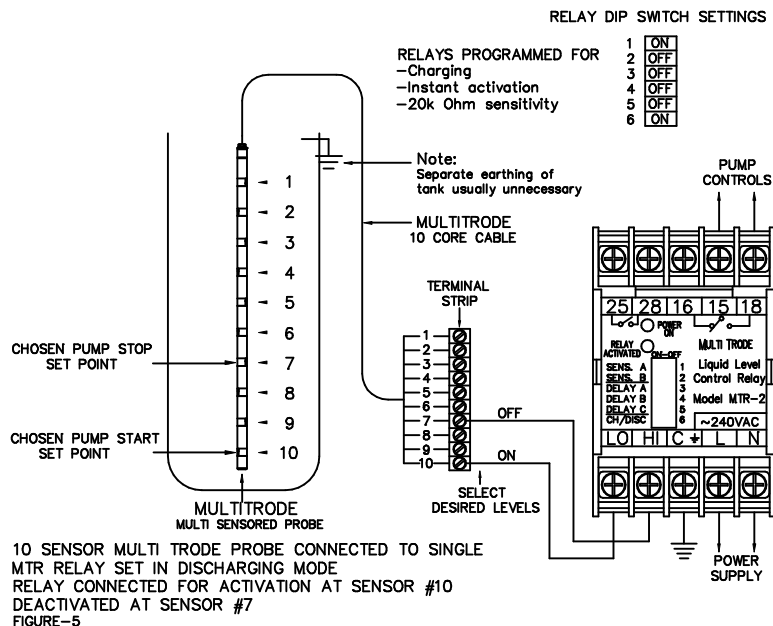 RELAY DIP SWITCH SETTINGS
1 ON
2 OFF
3 OFF
4 OFF
5 OFF
6 ON
RELAYS PROGRAMMED FOR
-Charging
-Instant activation
-20k Ohm sensitivity
Note:
Separate earthing of
tank usually unnecessary
MULTITRODE
10 CORE CABLE
PUMP
CONTROLS
1
2
3
4
5
6
7
8
9
10
CHOSEN PUMP STOP
SET POINT
CHOSEN PUMP START
SET POINT
MULTITRODE
MULTI SENSORED PROBE
TERMINAL
STRIP
1
2
3
4
5
6
7
8
9
10
OFF
ON
SELECT
DESIRED LEVELS
25 28 16 15 18
POWER
ON
RELAY
ACTIVATED
MULTI TRODE
ON-OFF
SENS. A 1
SENS. B 2
DELAY A 3
DELAY B 4
DELAY C 5
CH/DISC 6
Liquid Level
Control Relay
Model MTR-2
~240VAC
LO HI C L N
POWER
SUPPLY
10 SENSOR MULTI TRODE PROBE CONNECTED TO SINGLE
MTR RELAY SET IN DISCHARGING MODE
RELAY CONNECTED FOR ACTIVATION AT SENSOR #10
DEACTIVATED AT SENSOR #7
FIGURE-5